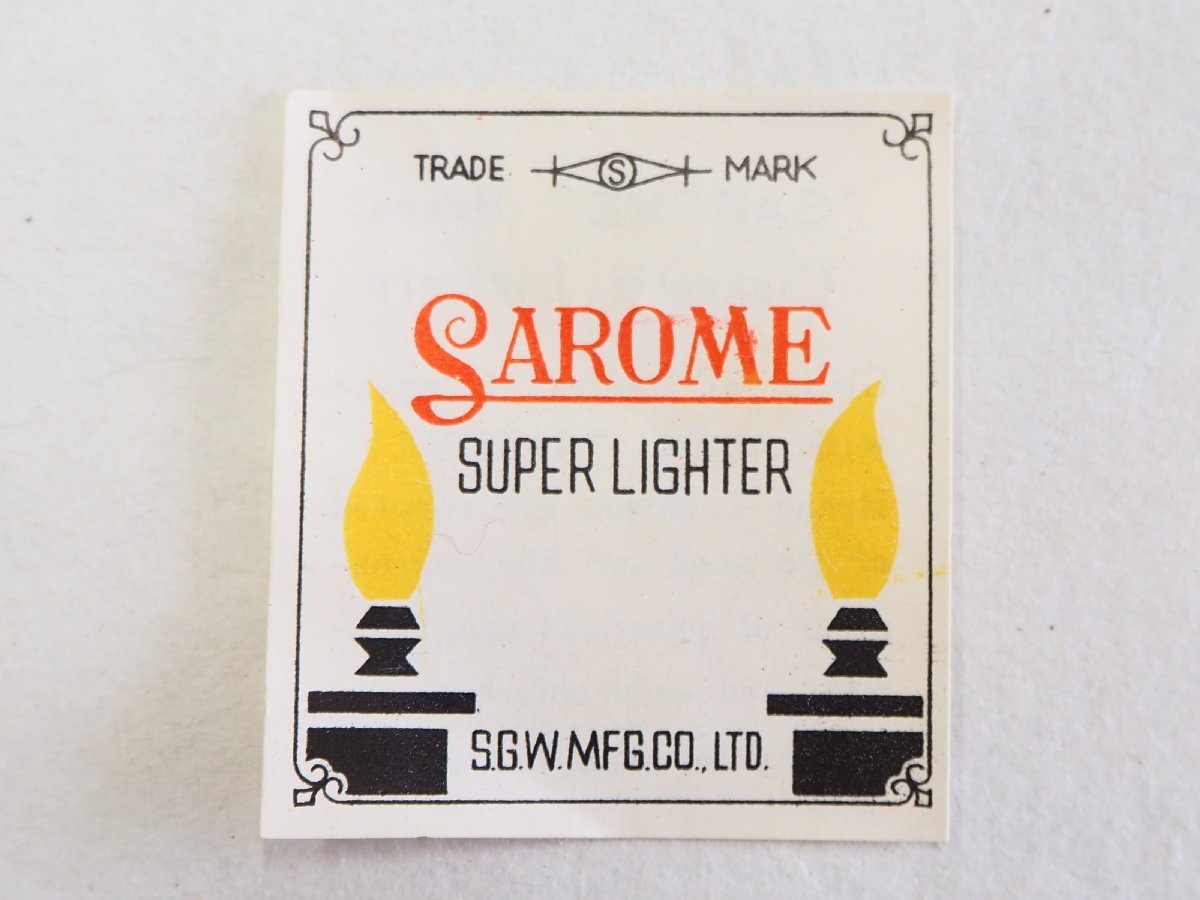 TRADE S MARK
SAROME
SUPER LIGHTER
S.G.W.MFG.CO., LTD.